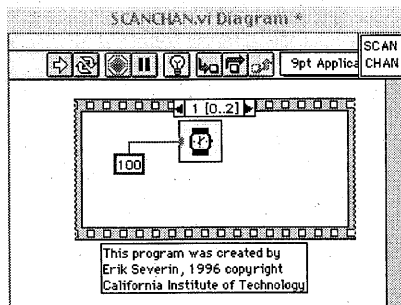 SCANCHAN.vi Diagram *
SCAN
CHAN
9pt Applica
1 [0..2]
100
This program was created by
Erik Severin, 1996 copyright
California Institute of Technology